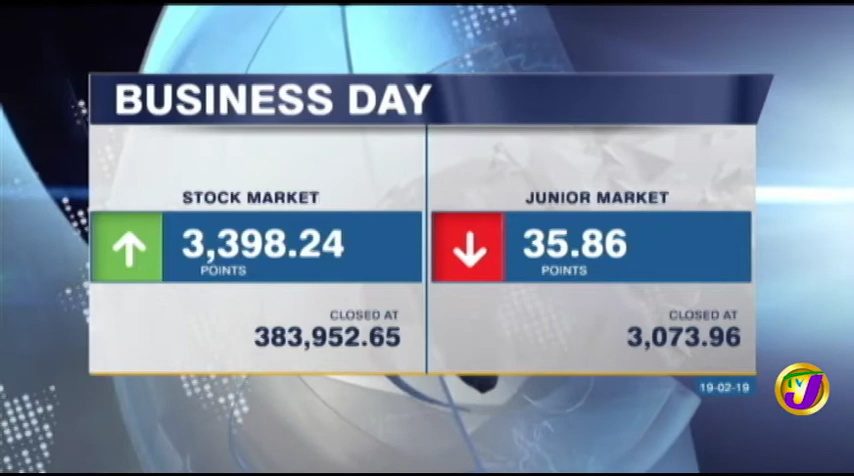 BUSINESS DAY
STOCK MARKET
3,398.24
POINTS
CLOSED AT
383,952.65
JUNIOR MARKET
35.86
POINTS
CLOSED AT
3,073.96
19-02-19
TVJ